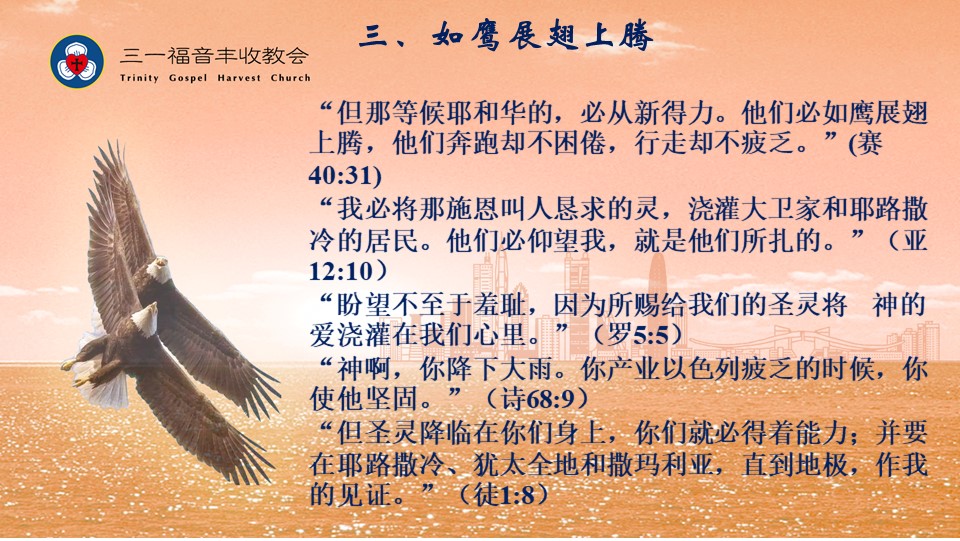 三、如鹰展翅上腾
三一福音丰收教会
Trinity Gospel Harvest Church
“但那等候耶和华的，必从新得力。他们必如鹰展翅
上腾，他们奔跑却不困倦，行走却不疲乏。”(赛
40:31)
“我必将那施恩叫人恳求的灵，浇灌大卫家和耶路撒
冷的居民。他们必仰望我，就是他们所扎的。”（亚
12:10）
“盼望不至于羞耻，因为所赐给我们的圣灵将　神的
爱浇灌在我们心里。”（罗5:5）
“神啊，你降下大雨。你产业以色列疲乏的时候，你
使他坚固。”（诗68:9）
“但圣灵降临在你们身上，你们就必得着能力；并要
在耶路撒冷、犹太全地和撒玛利亚，直到地极，作我
的见证。”（徒1:8）